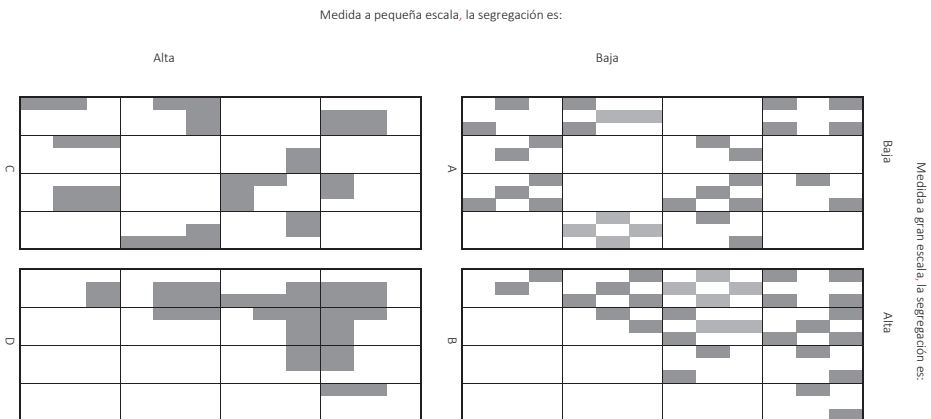 Medida a pequeña escala, la segregación es:
Alta
Baja
C
A
Baja
Medida a gran escala, la segregación es:
D
B
Alta